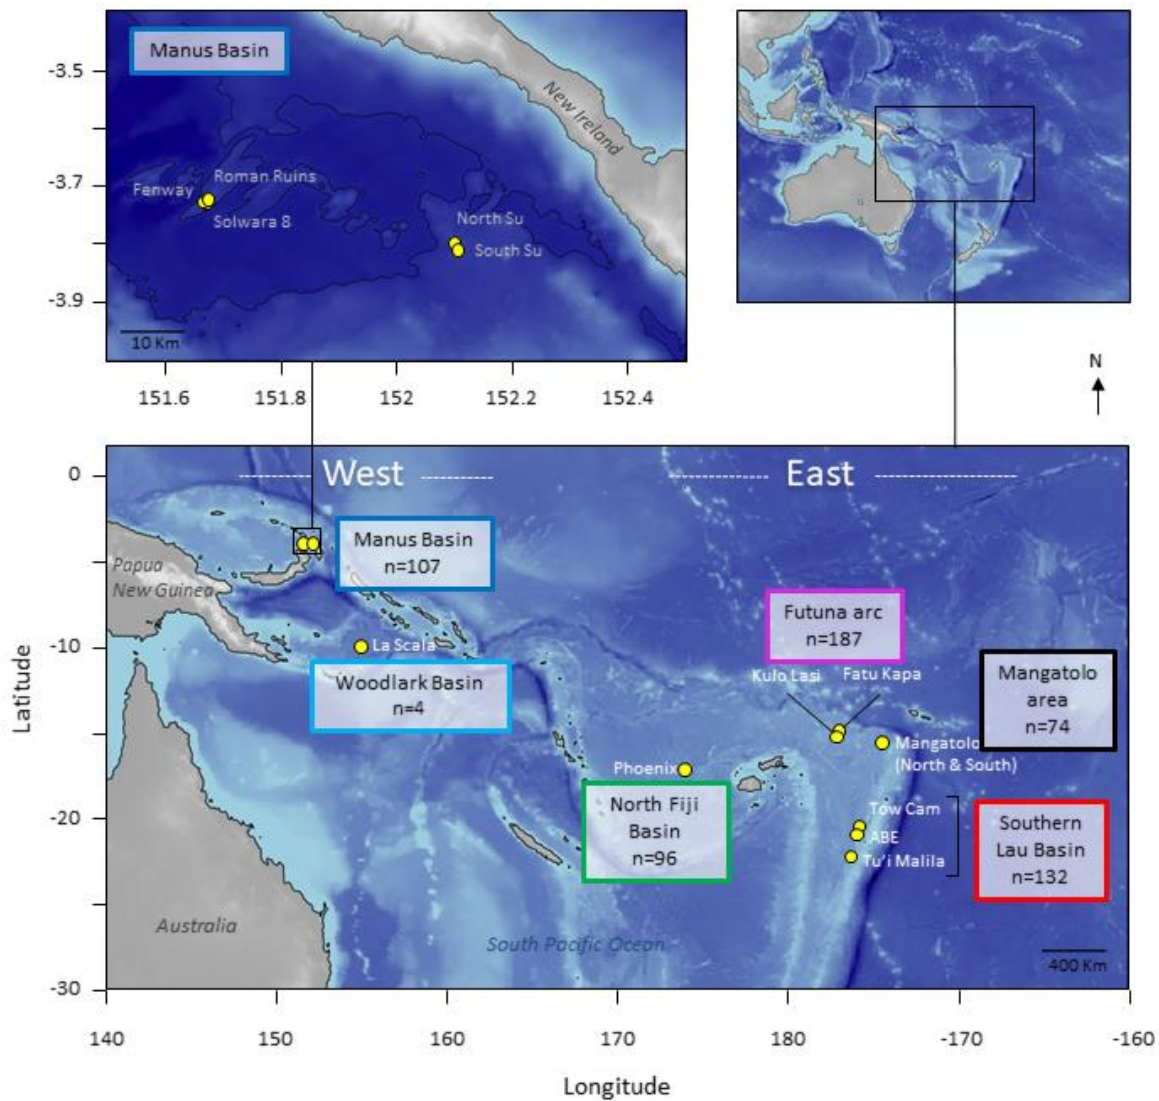 Manus Basin
-3.5
-3.7
-3.9
New Ireland
Fenway
Roman Ruins
Solwara 8
North Su
South Su
10 Km
151.6
151.8
152
152.2
152.4
N
West
East
0
-10
-20
-30
Latitude
Papua
New Guinea
Manus Basin
n=107
La Scala
Woodlark Basin
n=4
Futuna arc
n=187
Kulo Lasi
Fatu Kapa
Mangatolo
area
n=74
Mangatolo
(North & South)
Phoenix
North Fiji
Basin
n=96
Tow Cam
ABE
Tu'i Malila
Southern
Lau Basin
n=132
Australia
South Pacific Ocean
400 Km
140
150
160
170
180
-170
-160
Longitude